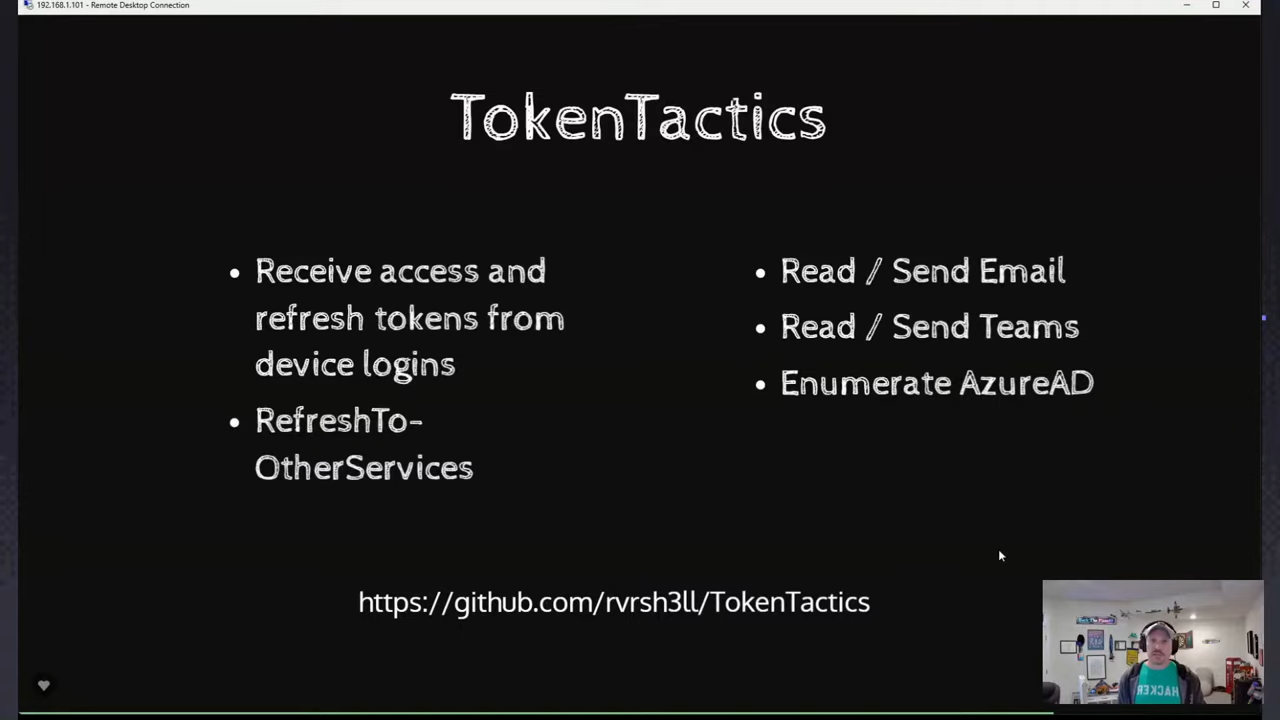 192.168.1.101 - Remote Desktop Connection
TokenTactics
• Receive access and
refresh tokens from
device logins
• RefreshTo-
OtherServices
• Read / Send Email
• Read / Send Teams
• Enumerate AzureAD
https://github.com/rvrsh3ll/TokenTactics
HACKER